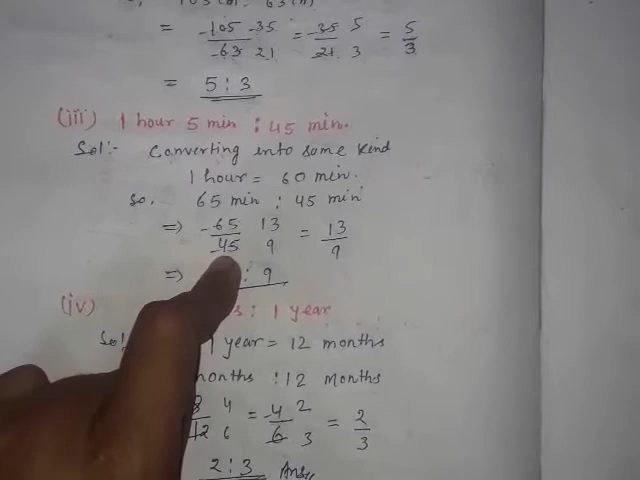 = -105 -35 / -63 21 = -35 5 / 21 3 = 5/3
= 5 : 3
(iii) 1 hour 5 min : 45 min.
Sol:- Converting into same kind
1 hour = 60 min.
so. 65 min : 45 min
=> 65 13 / 45 9 = 13/9
=> : 9
(iv) : 1 year
Sol: 1 year = 12 months
months : 12 months
8 4 / 12 6 = 4 2 / 6 3 = 2/3
2 : 3 Ans